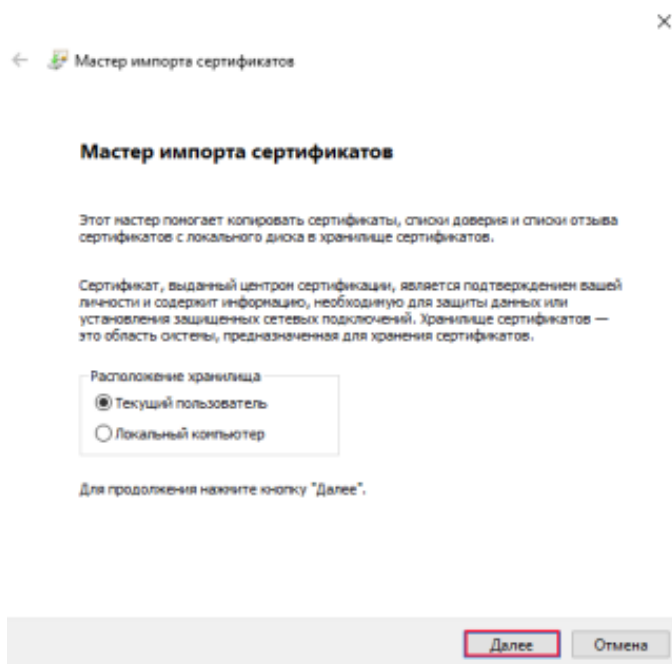 Мастер импорта сертификатов
Мастер импорта сертификатов
Этот мастер помогает копировать сертификаты, списки доверия и списки отзыва
сертификатов с локального диска в хранилище сертификатов.
Сертификат, выданный центром сертификации, является подтверждением вашей
личности и содержит информацию, необходимую для защиты данных или
установления защищенных сетевых подключений. Хранилище сертификатов —
это область системы, предназначенная для хранения сертификатов.
Расположение хранилища
Текущий пользователь
Локальный компьютер
Для продолжения нажмите кнопку "Далее".
Далее
Отмена